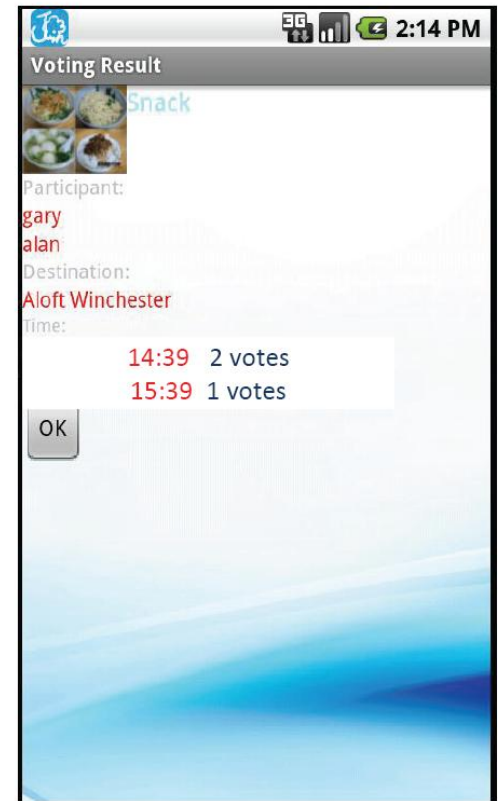 3G 2:14 PM
Voting Result
Snack
Participant:
gary
alan
Destination:
Aloft Winchester
Time:
14:39 2 votes
15:39 1 votes
OK